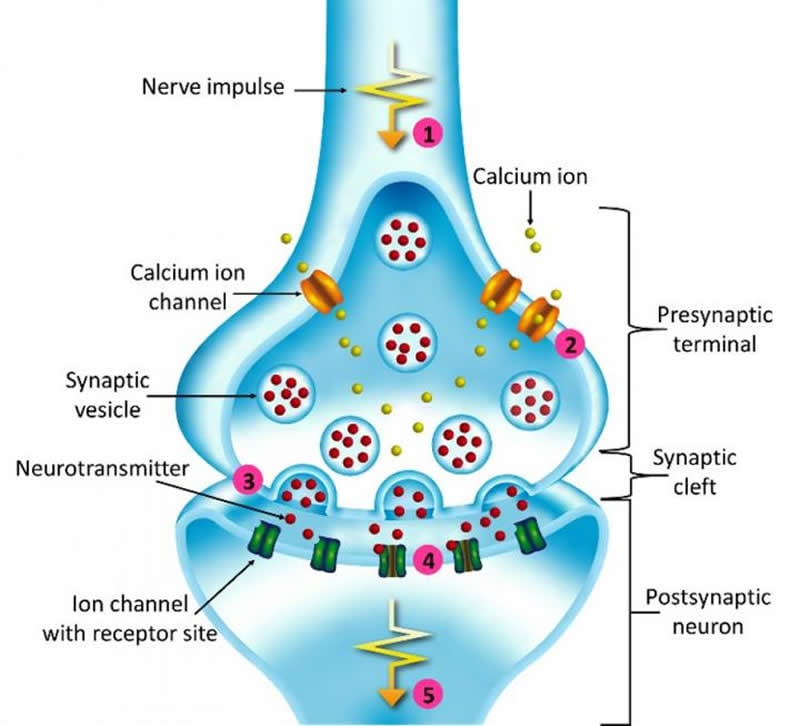 Nerve impulse
1
Calcium ion
Calcium ion
channel
Presynaptic
terminal
2
Synaptic
vesicle
Synaptic
cleft
Neurotransmitter
3
4
Ion channel
with receptor site
Postsynaptic
neuron
5